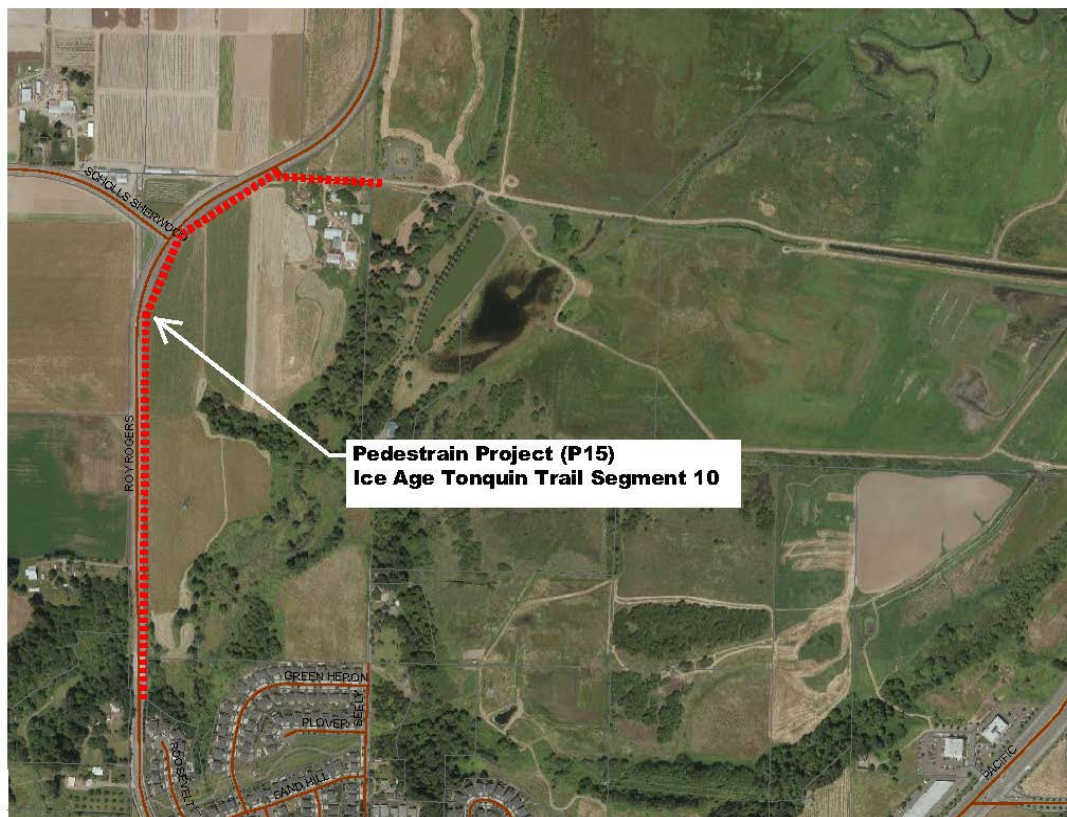 SCHOLLS SHERWOOD
ROY ROGERS
Pedestrain Project (P15)
Ice Age Tonquin Trail Segment 10
GREEN HERON
PLOVER
SEELY
ROOSEVELT
SAND HILL
PACIFIC